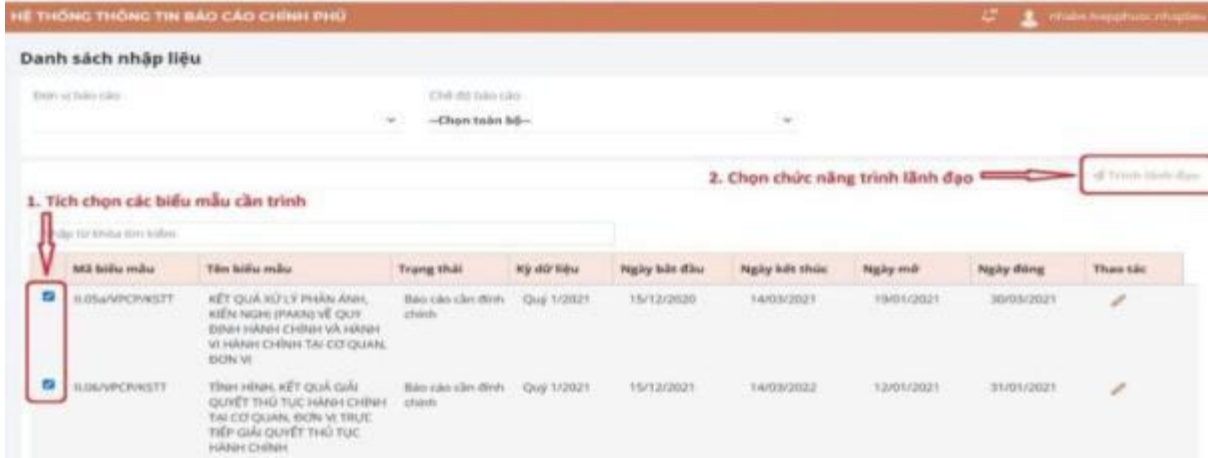 HỆ THỐNG THÔNG TIN BÁO CÁO CHÍNH PHỦ
Danh sách nhập liệu
Đơn vị báo cáo
Chế độ báo cáo
--Chọn toàn bộ--
2. Chọn chức năng trình lãnh đạo
Trình lãnh đạo
1. Tích chọn các biểu mẫu cần trình
từ khóa tìm kiếm
Mã biểu mẫu Tên biểu mẫu Trạng thái Kỳ dữ liệu Ngày bắt đầu Ngày kết thúc Ngày mở Ngày đóng Thao tác
II.05a/VPCP/KSTT KẾT QUẢ XỬ LÝ PHẢN ÁNH, Báo cáo cần đính Quý 1/2021 15/12/2020 14/03/2021 19/01/2021 30/03/2021
KIẾN NGHỊ (PAKN) VỀ QUY chính
ĐỊNH HÀNH CHÍNH VÀ HÀNH
VI HÀNH CHÍNH TẠI CƠ QUAN,
ĐƠN VỊ
II.06/VPCP/KSTT TÌNH HÌNH, KẾT QUẢ GIẢI Báo cáo cần đính Quý 1/2021 15/12/2021 14/03/2022 12/01/2021 31/01/2021
QUYẾT THỦ TỤC HÀNH CHÍNH chính
TẠI CƠ QUAN, ĐƠN VỊ TRỰC
TIẾP GIẢI QUYẾT THỦ TỤC
HÀNH CHÍNH